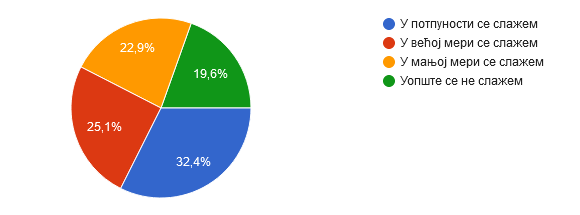 22,9%
19,6%
25,1%
32,4%
У потпуности се слажем
У већој мери се слажем
У мањој мери се слажем
Уопште се не слажем